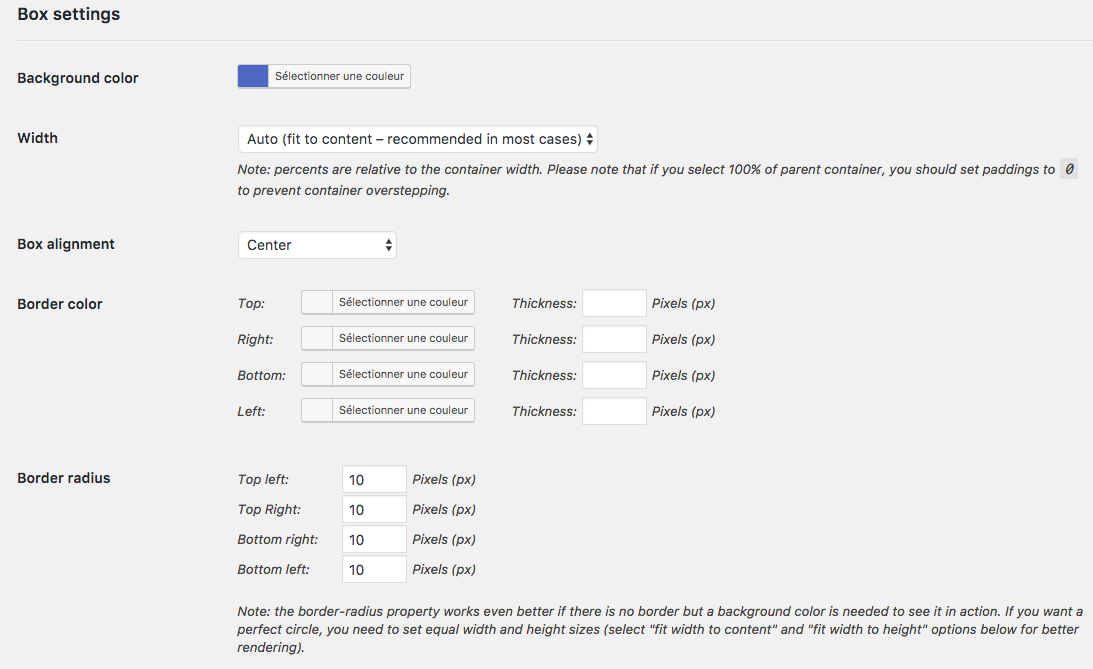 Box settings
Background color Sélectionner une couleur
Width Auto (fit to content – recommended in most cases)
Note: percents are relative to the container width. Please note that if you select 100% of parent container, you should set paddings to 0
to prevent container overstepping.
Box alignment Center
Border color Top: Sélectionner une couleur Thickness: Pixels (px)
Right: Sélectionner une couleur Thickness: Pixels (px)
Bottom: Sélectionner une couleur Thickness: Pixels (px)
Left: Sélectionner une couleur Thickness: Pixels (px)
Border radius Top left: 10 Pixels (px)
Top Right: 10 Pixels (px)
Bottom right: 10 Pixels (px)
Bottom left: 10 Pixels (px)
Note: the border-radius property works even better if there is no border but a background color is needed to see it in action. If you want a
perfect circle, you need to set equal width and height sizes (select "fit width to content" and "fit width to height" options below for better
rendering).